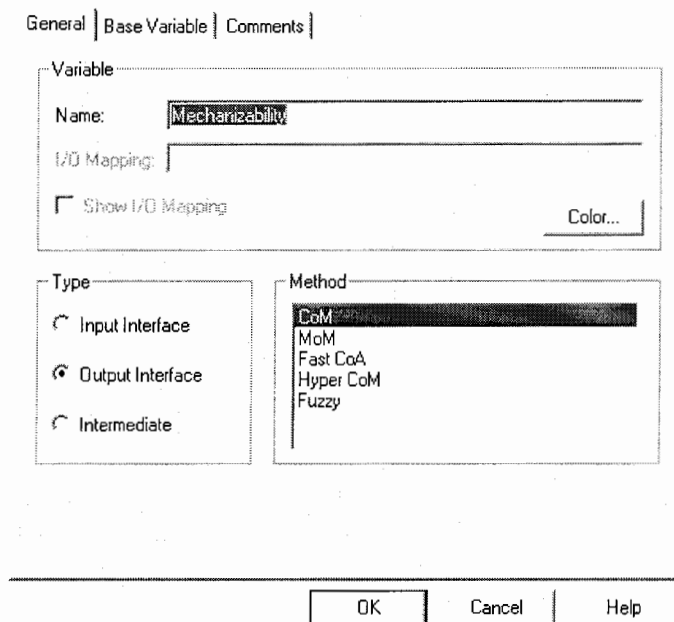 General Base Variable Comments
Variable
Name: Mechanizability
I/O Mapping:
Show I/O Mapping
Color...
Type
Input Interface
Output Interface
Intermediate
Method
CoM
MoM
Fast CoA
Hyper CoM
Fuzzy
OK Cancel Help